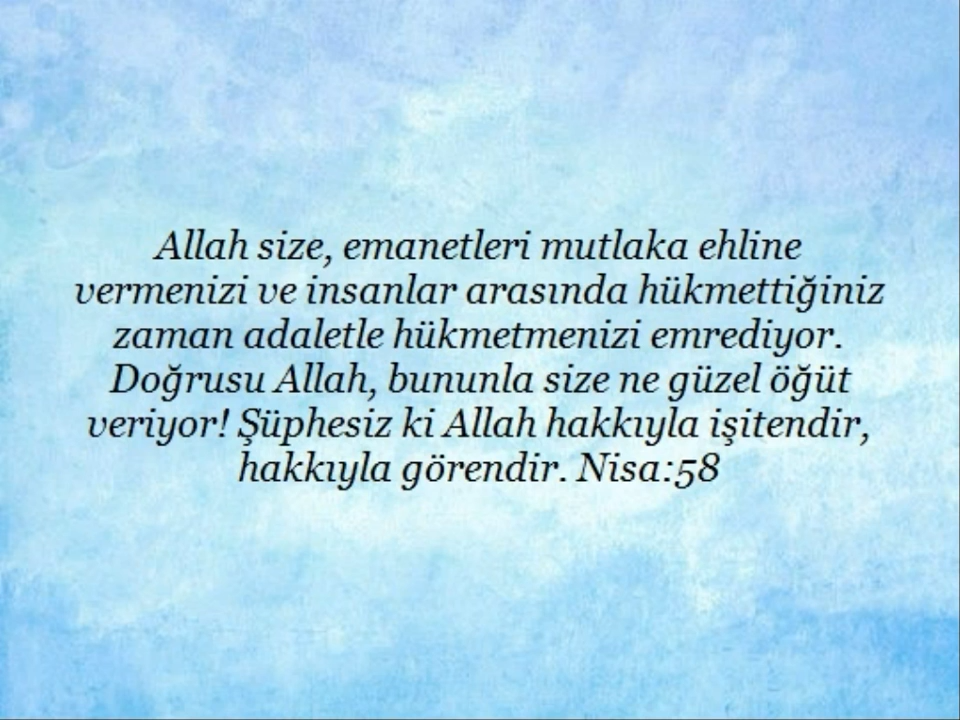 Allah size, emanetleri mutlaka ehline
vermenizi ve insanlar arasında hükmettiğiniz
zaman adaletle hükmetmenizi emrediyor.
Doğrusu Allah, bununla size ne güzel öğüt
veriyor! Şüphesiz ki Allah hakkıyla işitendir,
hakkıyla görendir. Nisa:58